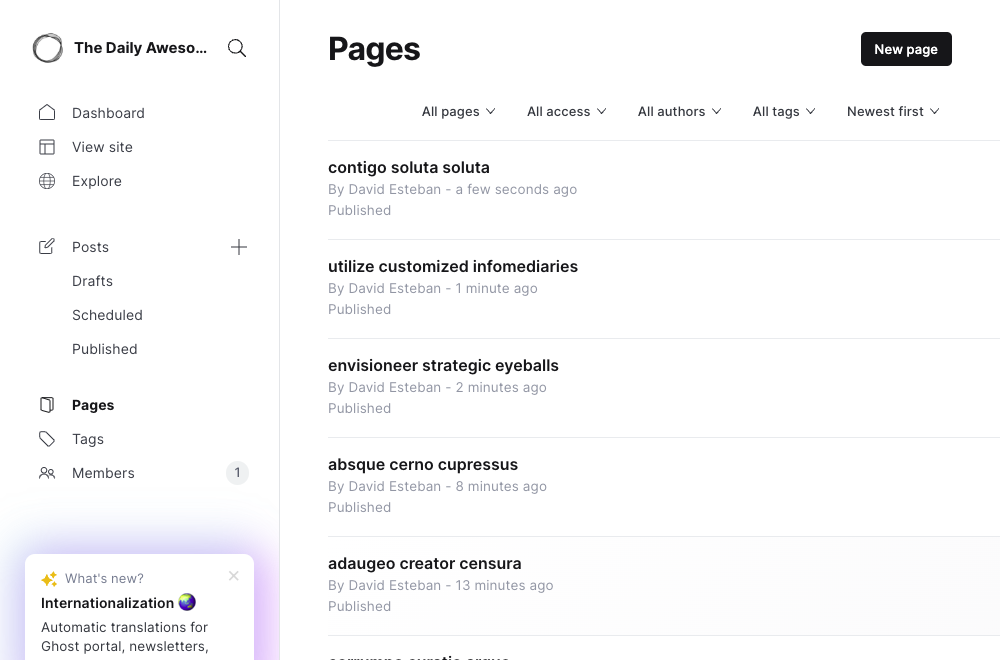 The Daily Aweso...
Dashboard
View site
Explore
Posts
Drafts
Scheduled
Published
Pages
Tags
Members 1
What's new?
Internationalization
Automatic translations for
Ghost portal, newsletters,
Pages
New page
All pages All access All authors All tags Newest first
contigo soluta soluta
By David Esteban - a few seconds ago
Published
utilize customized infomediaries
By David Esteban - 1 minute ago
Published
envisioneer strategic eyeballs
By David Esteban - 2 minutes ago
Published
absque cerno cupressus
By David Esteban - 8 minutes ago
Published
adaugeo creator censura
By David Esteban - 13 minutes ago
Published